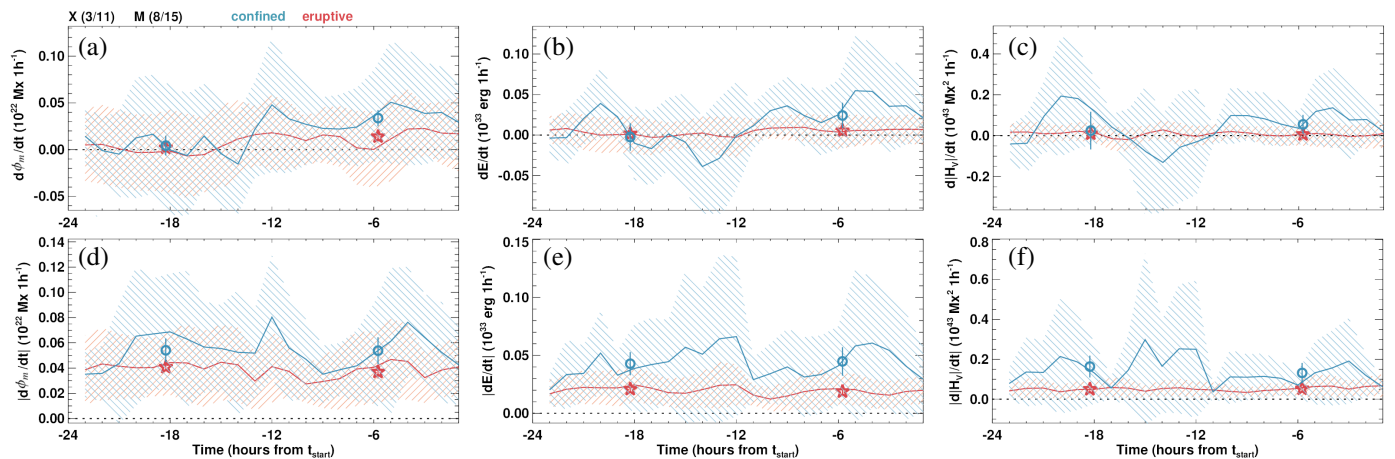 X (3/11) M (8/15) confined eruptive
(a)
dϕm/dt (10²² Mx 1h⁻¹)
0.10
0.05
0.00
-0.05
-24 -18 -12 -6
(b)
dE/dt (10³³ erg 1h⁻¹)
0.10
0.05
0.00
-0.05
-24 -18 -12 -6
(c)
d|Hᵥ|/dt (10⁴³ Mx² 1h⁻¹)
0.4
0.2
0.0
-0.2
-24 -18 -12 -6
(d)
|dϕm/dt| (10²² Mx 1h⁻¹)
0.14
0.12
0.10
0.08
0.06
0.04
0.02
0.00
-24 -18 -12 -6
Time (hours from tstart)
(e)
|dE/dt| (10³³ erg 1h⁻¹)
0.15
0.10
0.05
0.00
-24 -18 -12 -6
Time (hours from tstart)
(f)
|d|Hᵥ|/dt| (10⁴³ Mx² 1h⁻¹)
0.8
0.6
0.4
0.2
0.0
-24 -18 -12 -6
Time (hours from tstart)